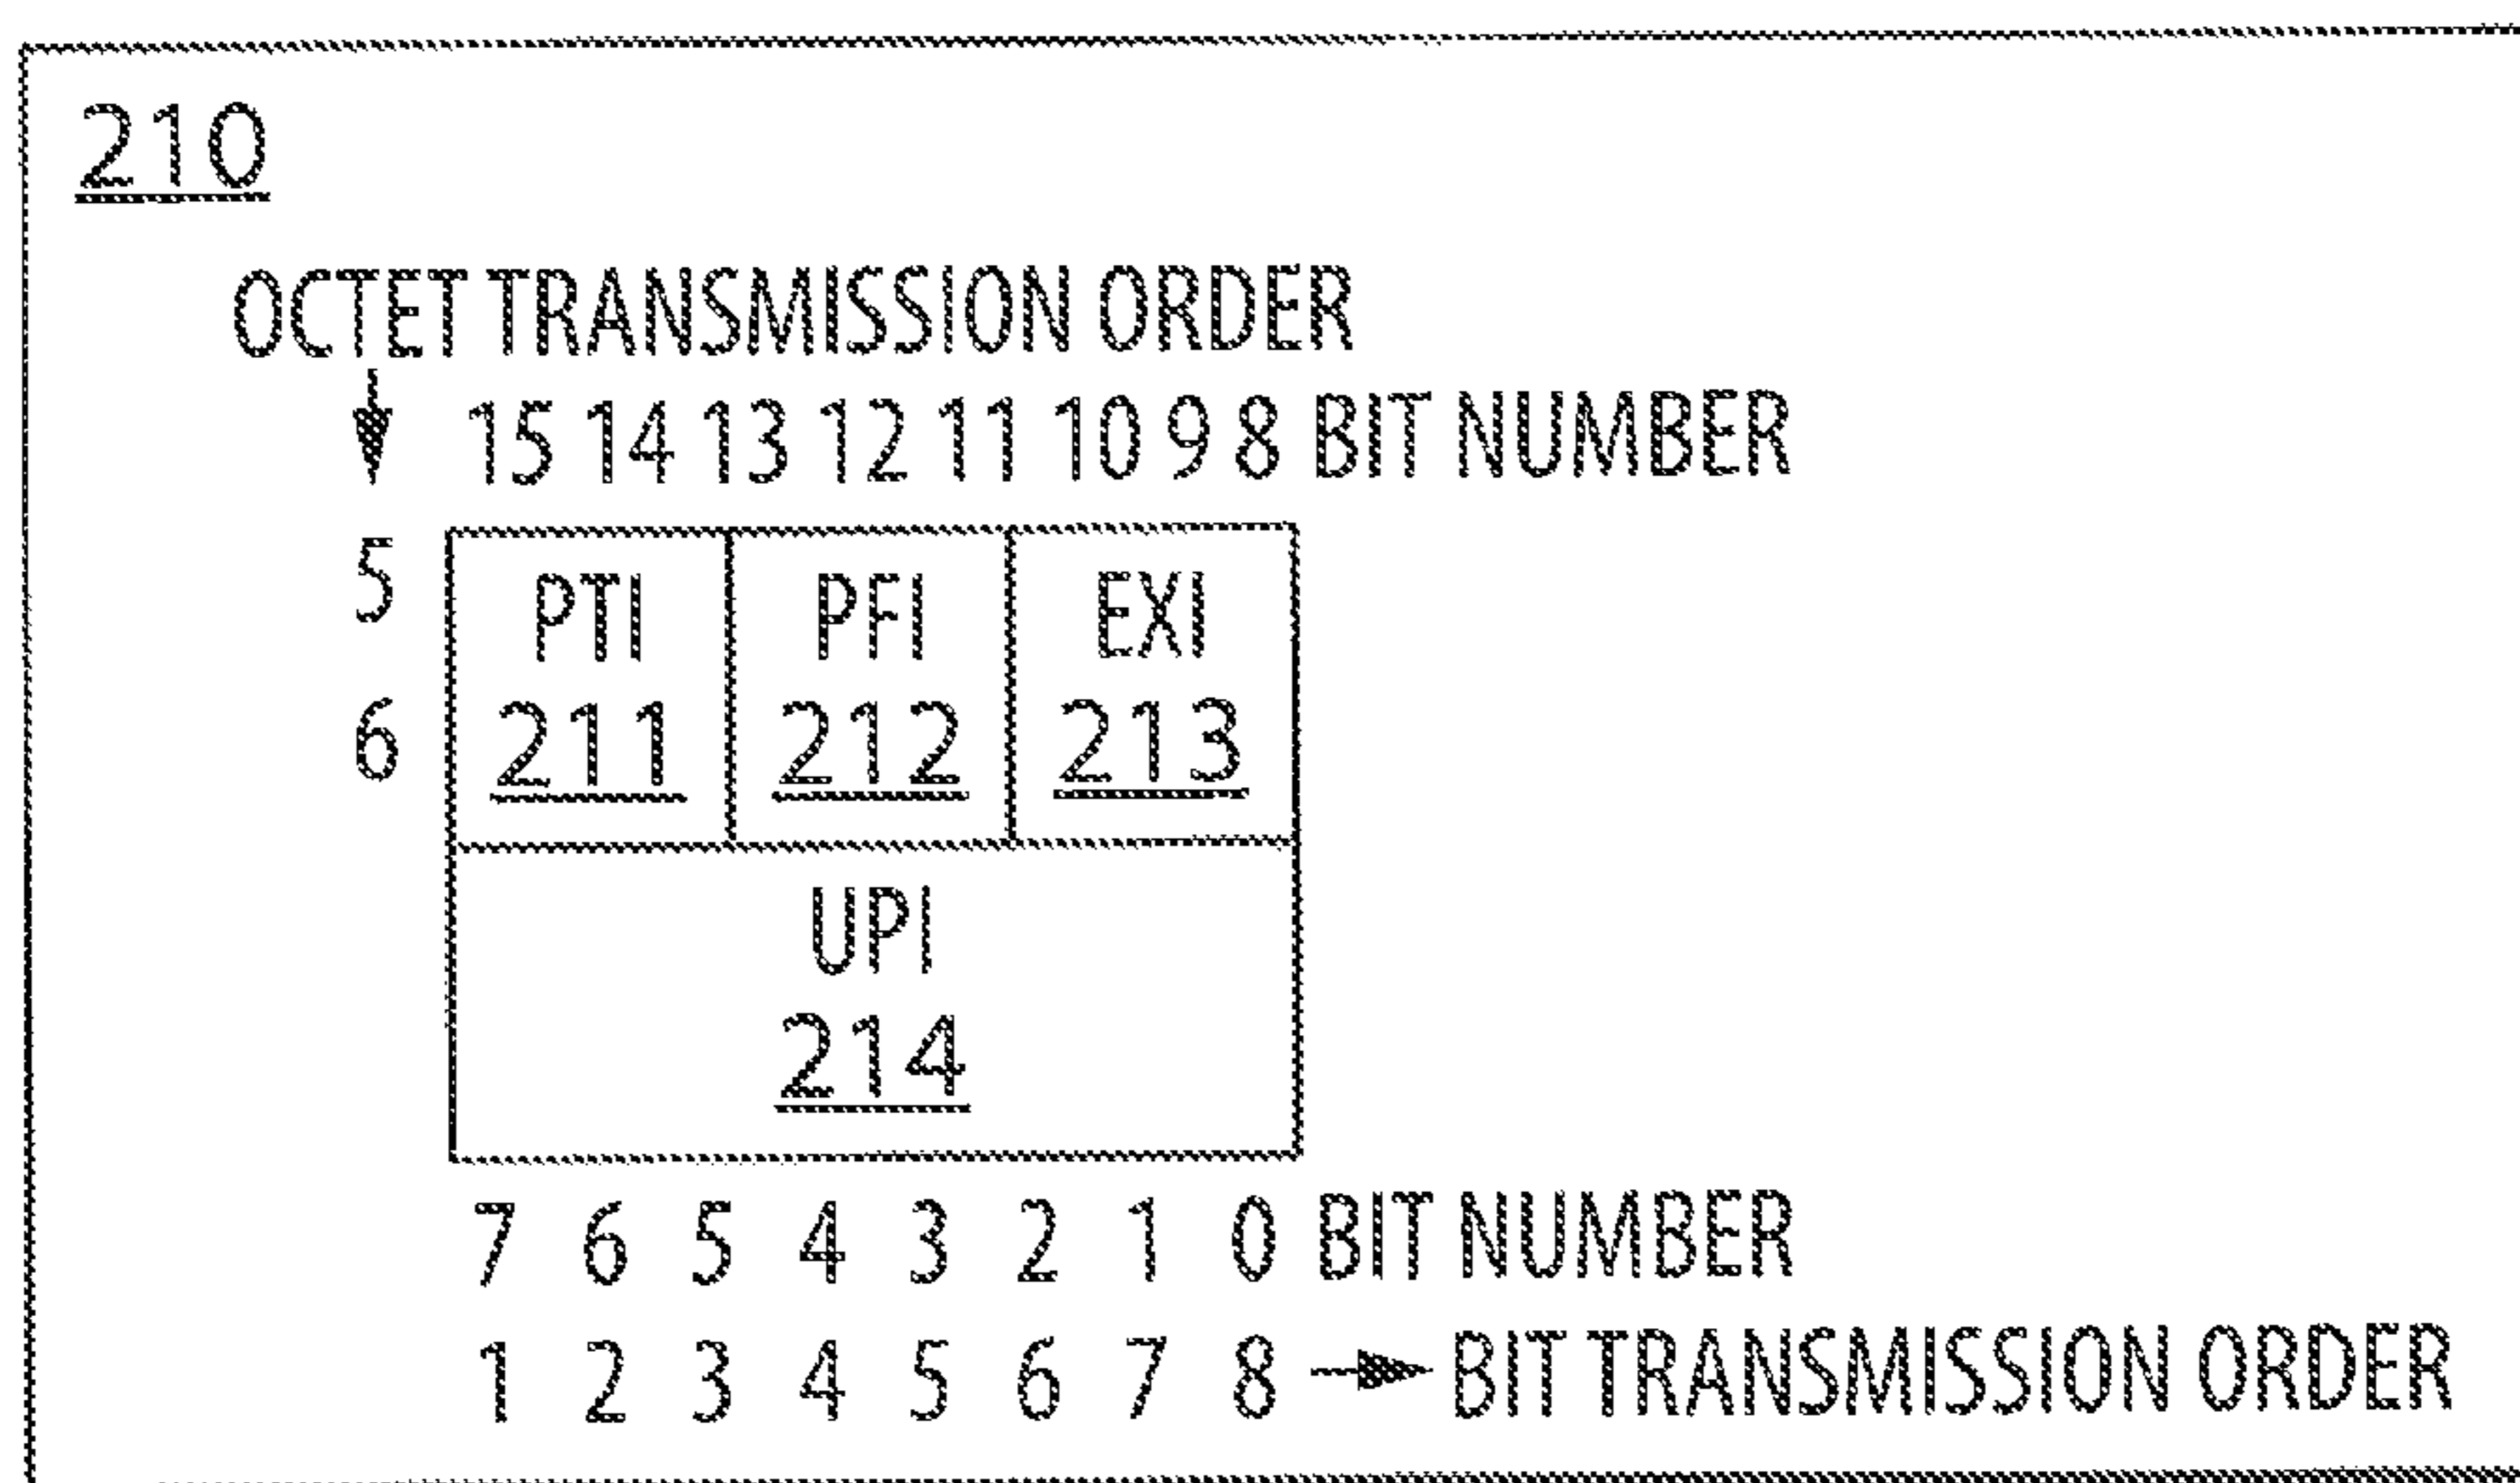 210
OCTET TRANSMISSION ORDER
15 14 13 12 11 10 9 8 BIT NUMBER
5 PTI PFI EXI
6 211 212 213
UPI
214
7 6 5 4 3 2 1 0 BIT NUMBER
1 2 3 4 5 6 7 8 BIT TRANSMISSION ORDER